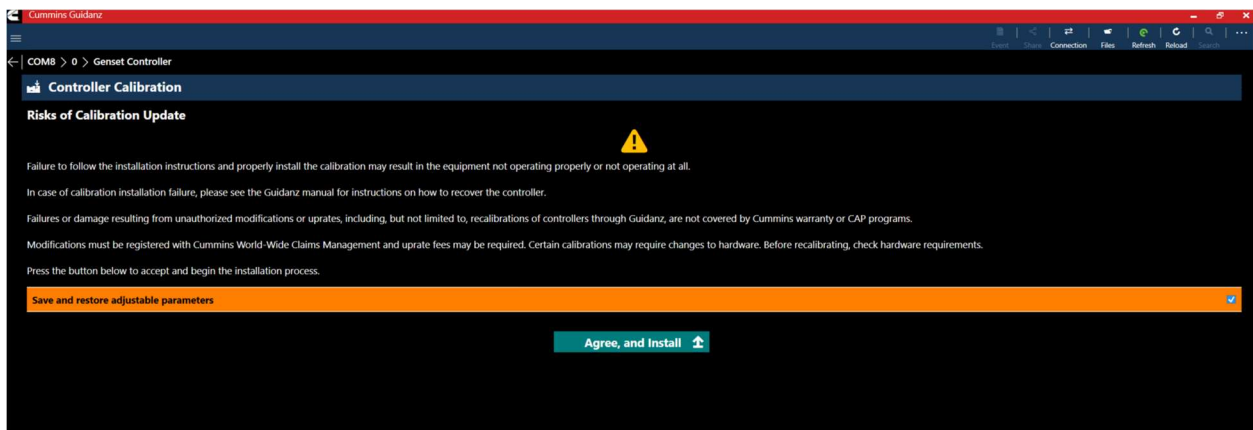 Cummins Guidanz
Event Share Connection Files Refresh Reload Search
COM8 > 0 > Genset Controller
Controller Calibration
Risks of Calibration Update
Failure to follow the installation instructions and properly install the calibration may result in the equipment not operating properly or not operating at all.
In case of calibration installation failure, please see the Guidanz manual for instructions on how to recover the controller.
Failures or damage resulting from unauthorized modifications or uprates, including, but not limited to, recalibrations of controllers through Guidanz, are not covered by Cummins warranty or CAP programs.
Modifications must be registered with Cummins World-Wide Claims Management and uprate fees may be required. Certain calibrations may require changes to hardware. Before recalibrating, check hardware requirements.
Press the button below to accept and begin the installation process.
Save and restore adjustable parameters
Agree, and Install